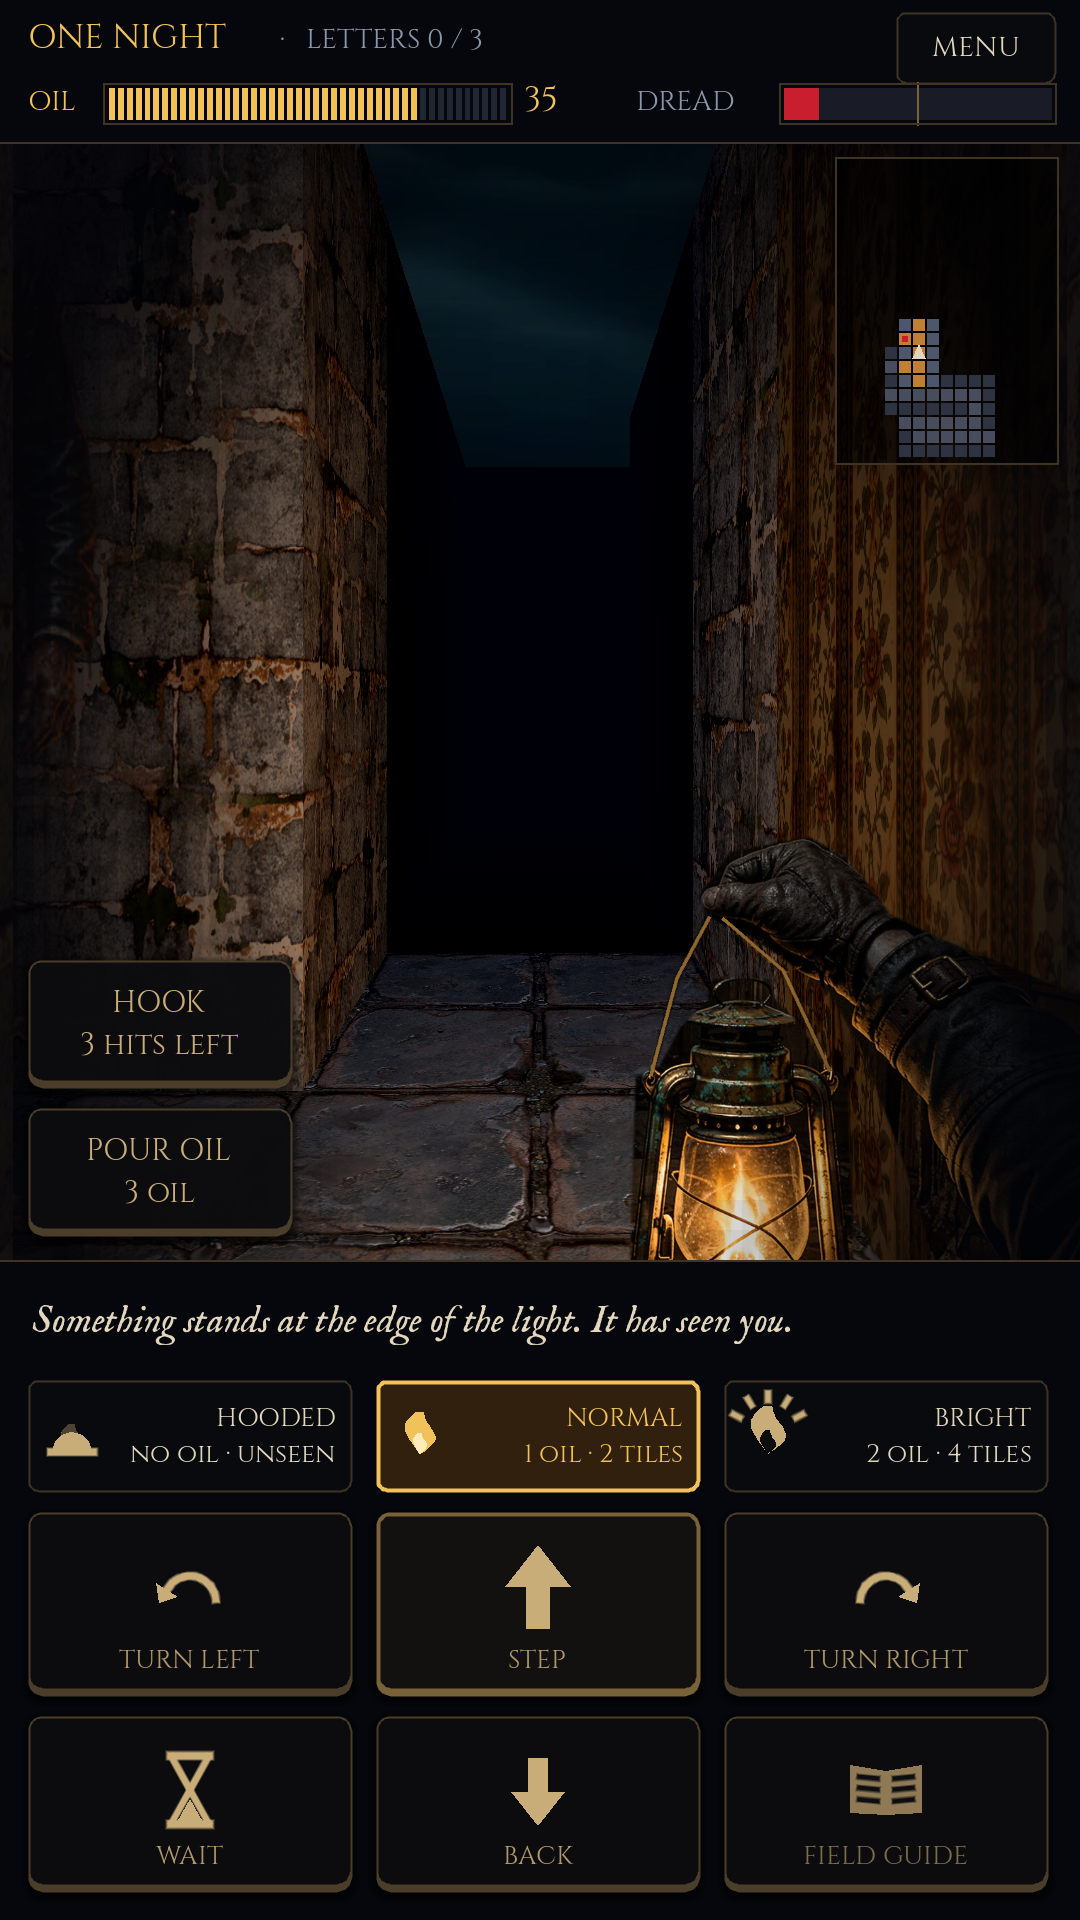 ONE NIGHT · LETTERS 0 / 3
MENU
OIL 35 DREAD
HOOK
3 HITS LEFT
POUR OIL
3 OIL
Something stands at the edge of the light. It has seen you.
HOODED
NO OIL · UNSEEN
NORMAL
1 OIL · 2 TILES
BRIGHT
2 OIL · 4 TILES
TURN LEFT
STEP
TURN RIGHT
WAIT
BACK
FIELD GUIDE